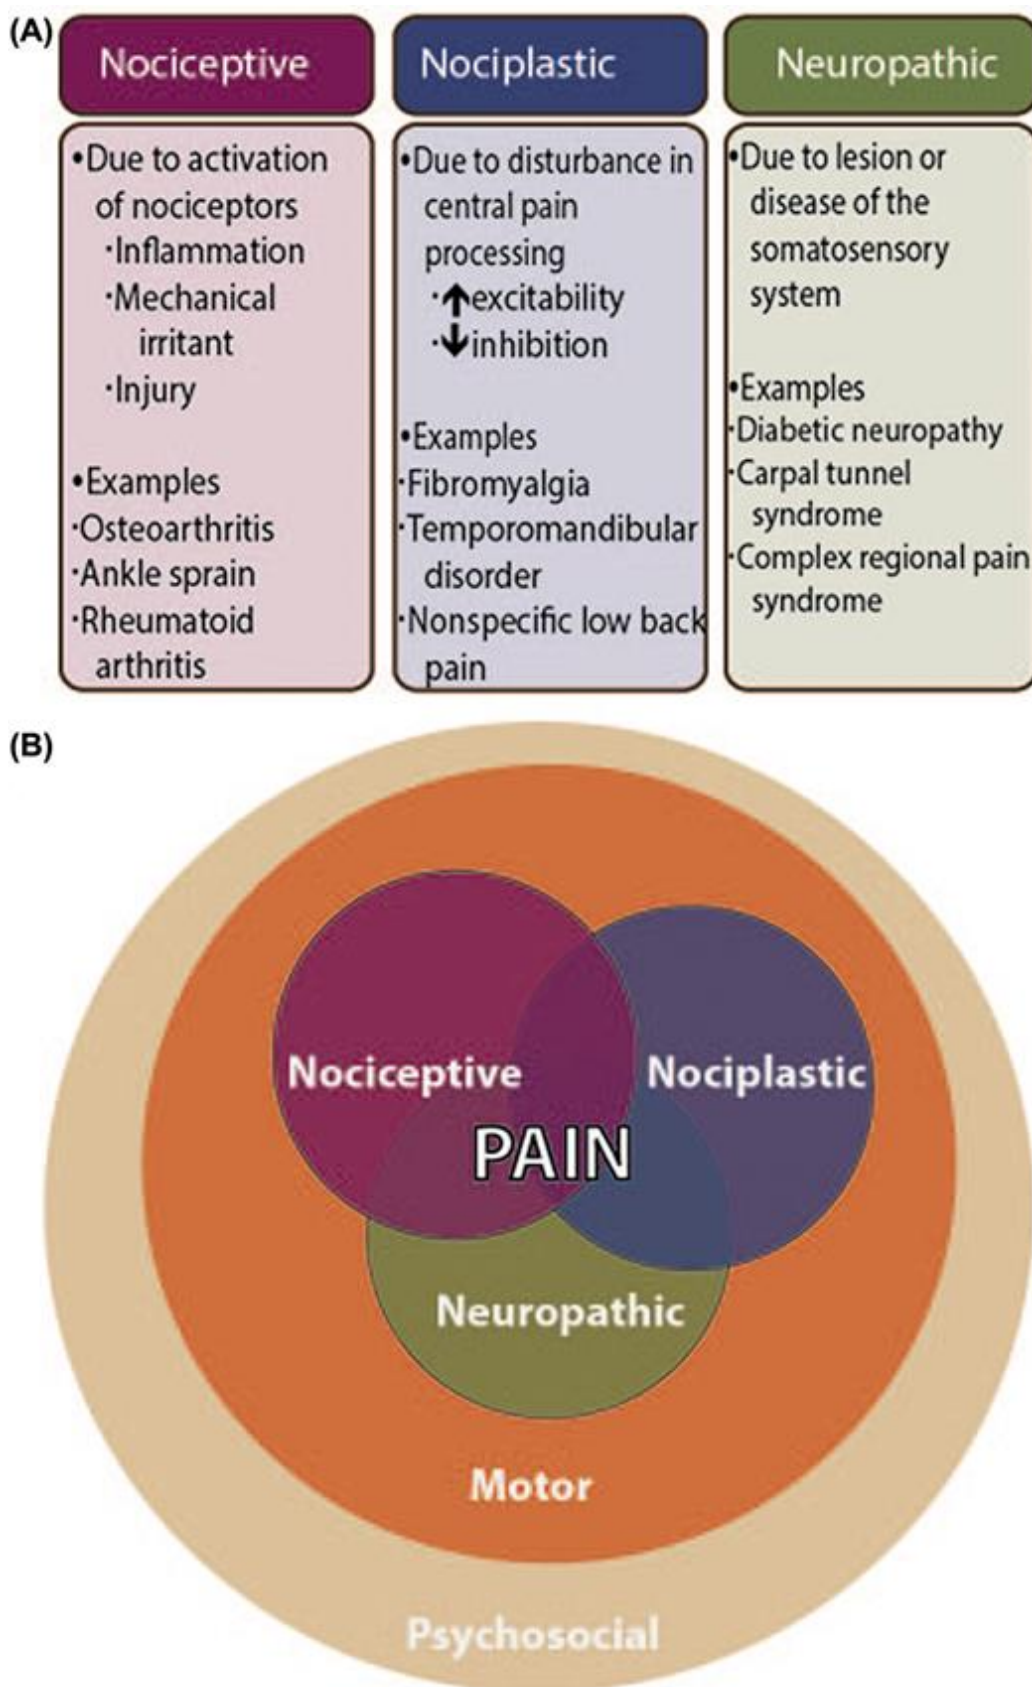 (A)
Nociceptive
•Due to activation
of nociceptors
·Inflammation
·Mechanical
irritant
·Injury
•Examples
·Osteoarthritis
·Ankle sprain
·Rheumatoid
arthritis
Nociplastic
•Due to disturbance in
central pain
processing
·↑excitability
·↓inhibition
•Examples
·Fibromyalgia
·Temporomandibular
disorder
·Nonspecific low back
pain
Neuropathic
•Due to lesion or
disease of the
somatosensory
system
•Examples
·Diabetic neuropathy
·Carpal tunnel
syndrome
·Complex regional pain
syndrome
(B)
Nociceptive
Nociplastic
PAIN
Neuropathic
Motor
Psychosocial